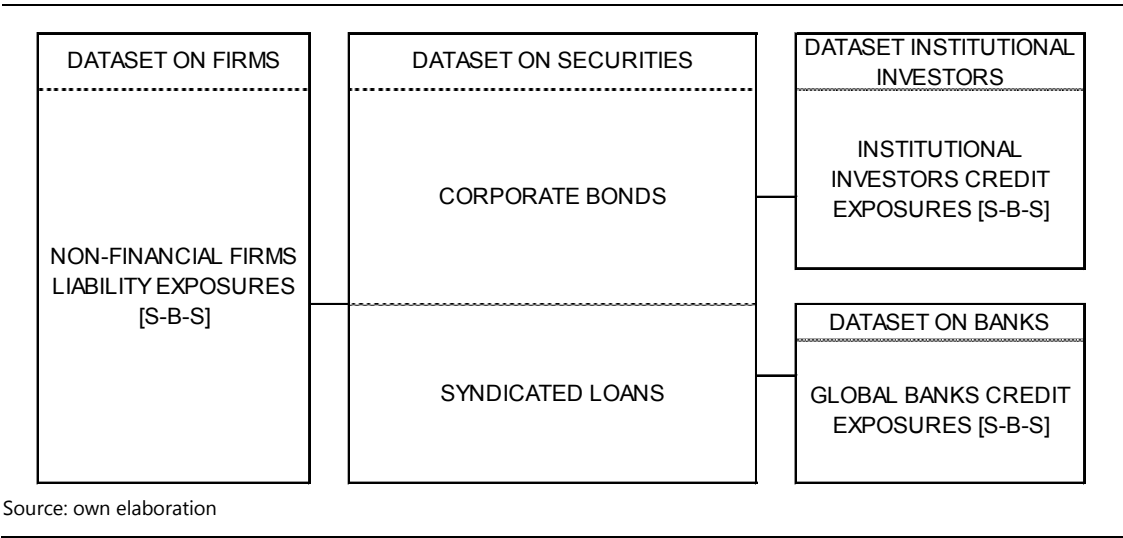 DATASET ON FIRMS
NON-FINANCIAL FIRMS
LIABILITY EXPOSURES
[S-B-S]
DATASET ON SECURITIES
CORPORATE BONDS
SYNDICATED LOANS
DATASET INSTITUTIONAL
INVESTORS
INSTITUTIONAL
INVESTORS CREDIT
EXPOSURES [S-B-S]
DATASET ON BANKS
GLOBAL BANKS CREDIT
EXPOSURES [S-B-S]
Source: own elaboration